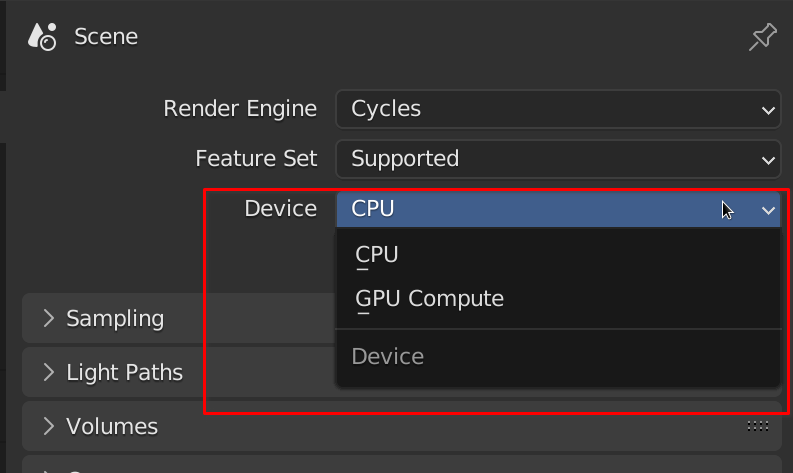 Scene
Render Engine Cycles
Feature Set Supported
Device CPU
CPU
GPU Compute
Sampling
Device
Light Paths
Volumes